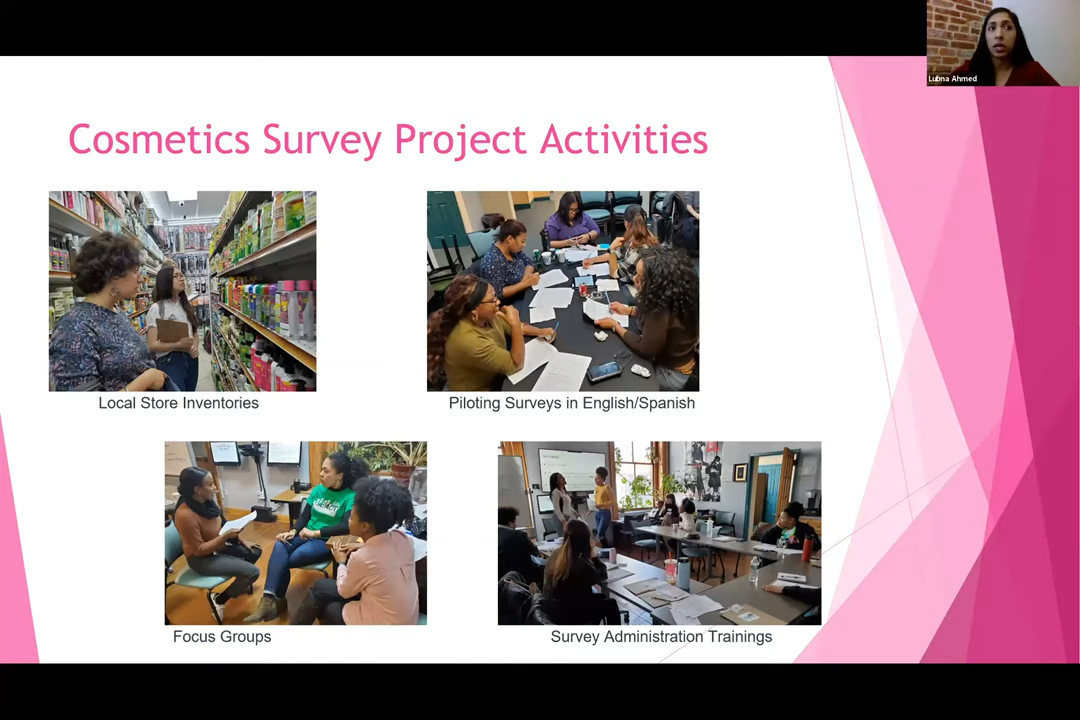 Lubna Ahmed
Cosmetics Survey Project Activities
Local Store Inventories
Piloting Surveys in English/Spanish
Focus Groups
Survey Administration Trainings